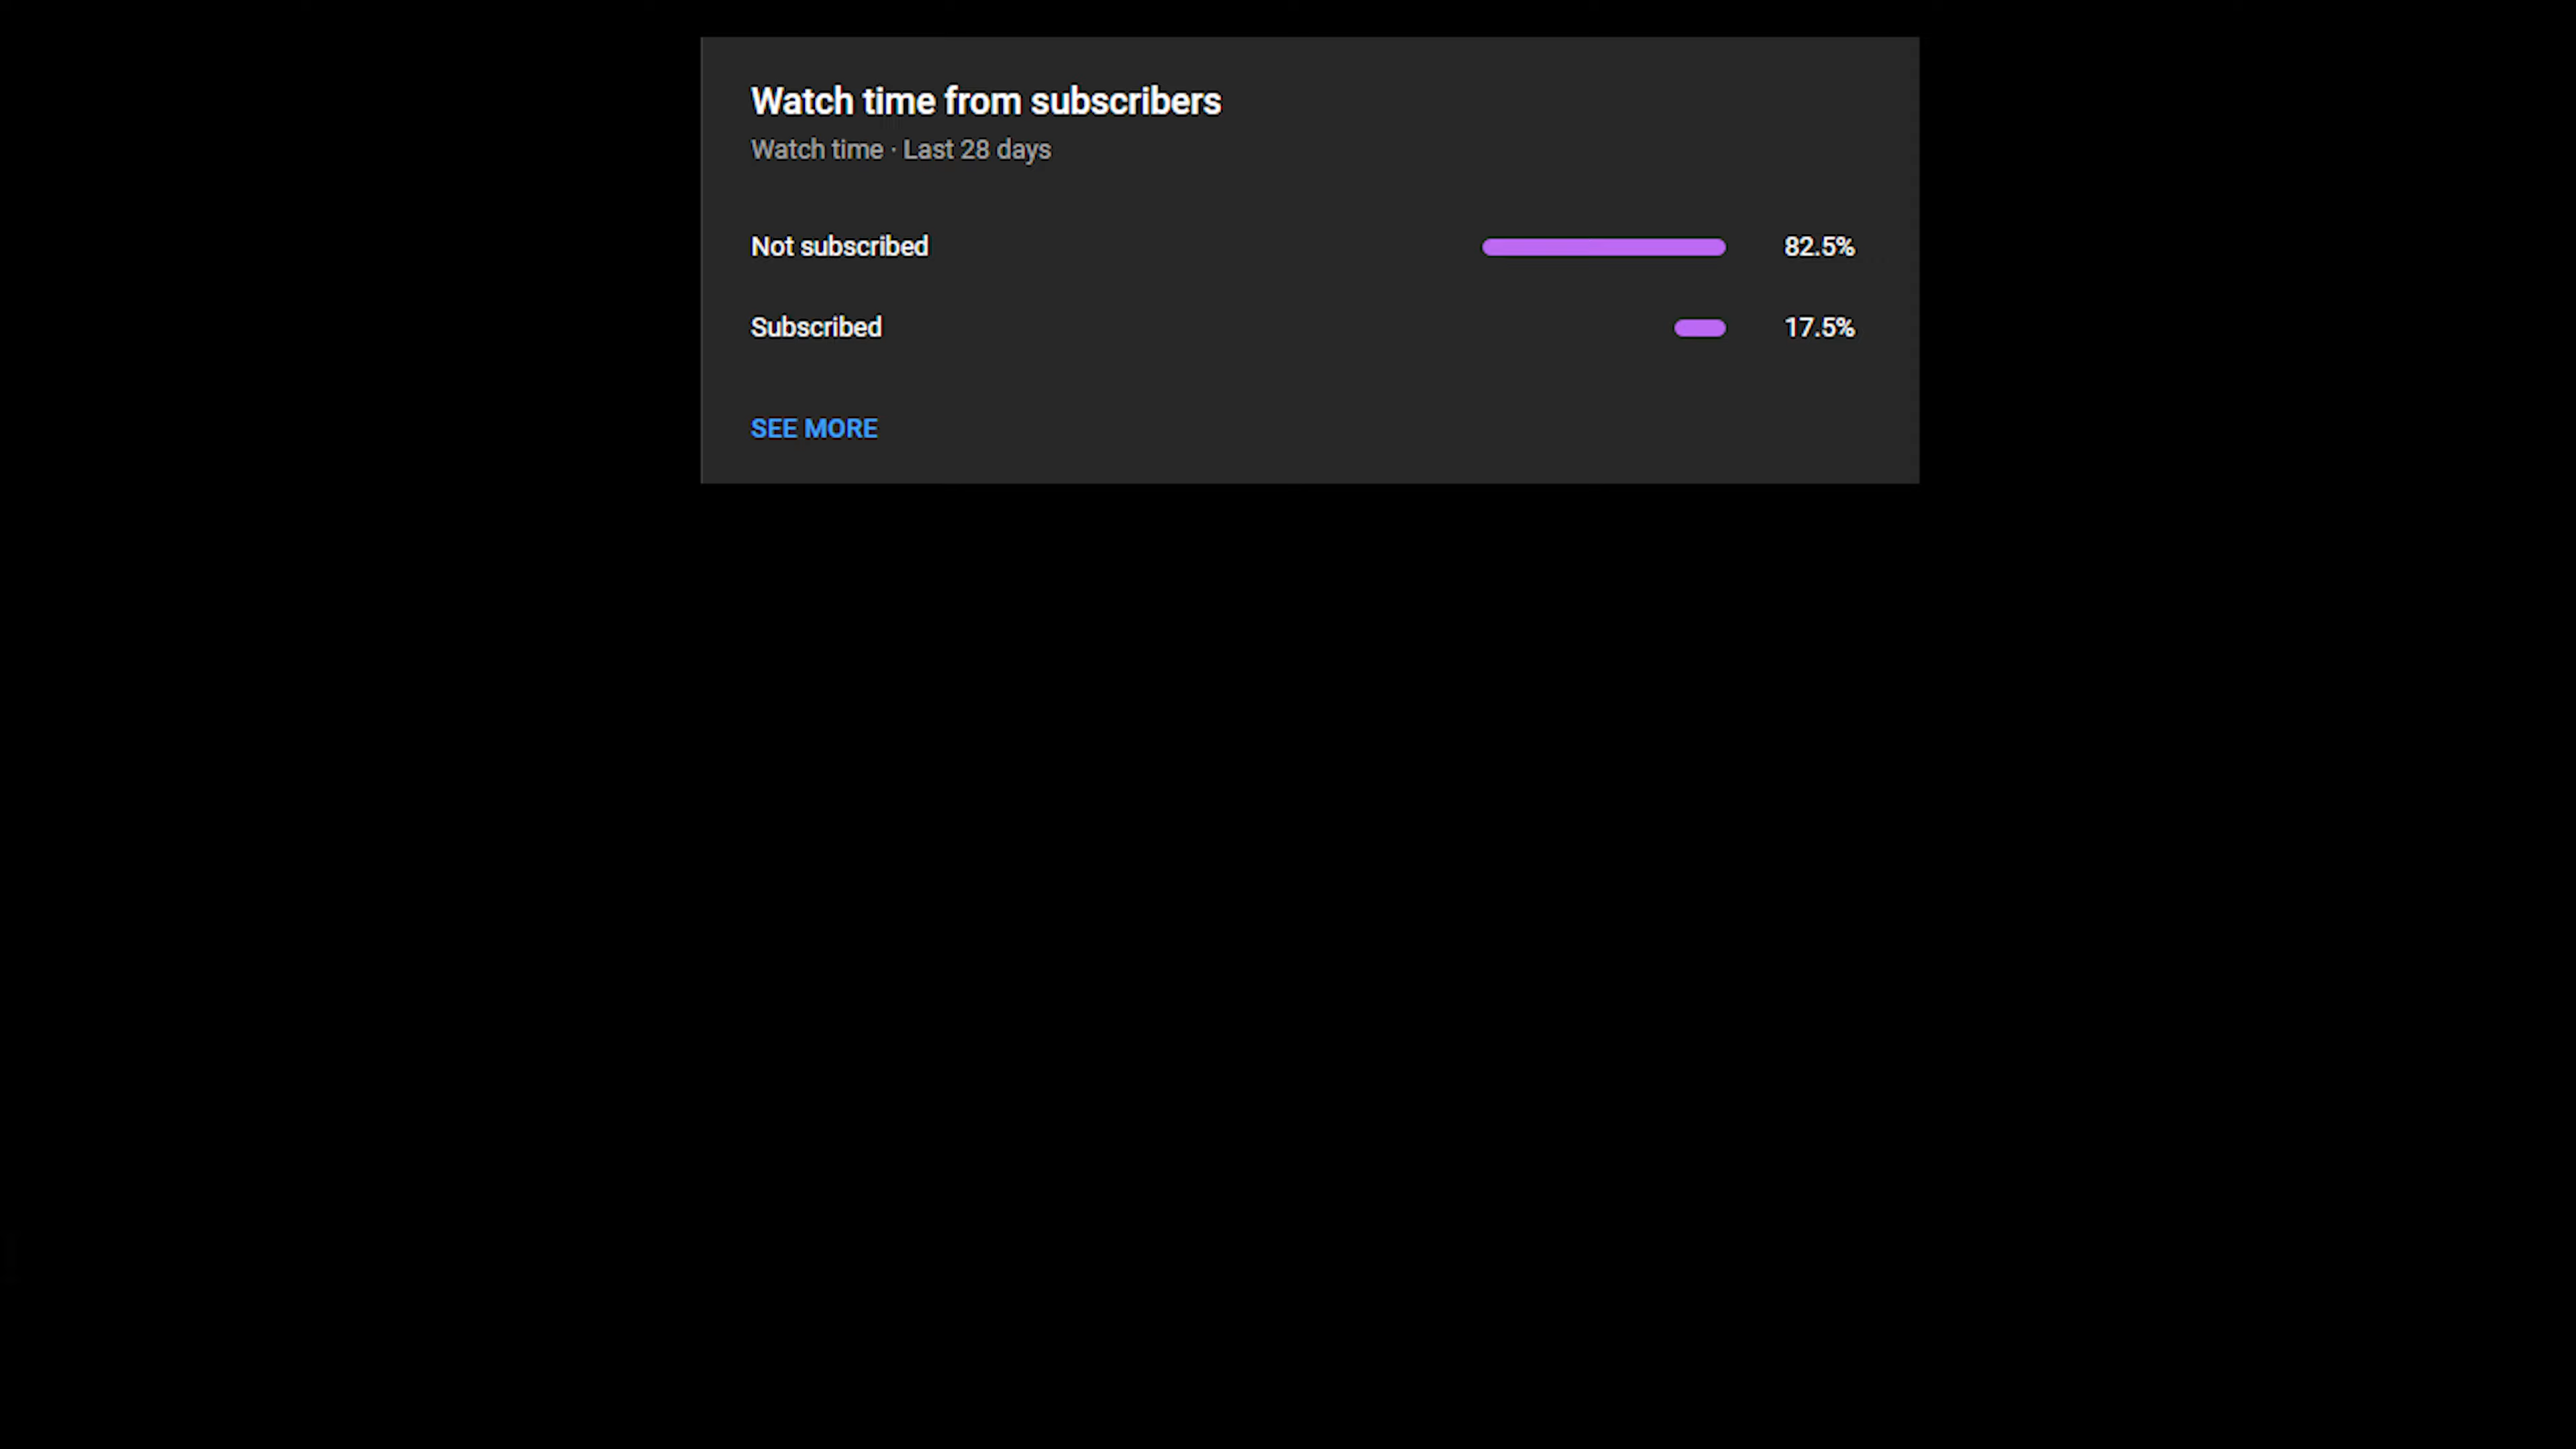 Watch time from subscribers
Watch time · Last 28 days
Not subscribed 82.5%
Subscribed 17.5%
SEE MORE